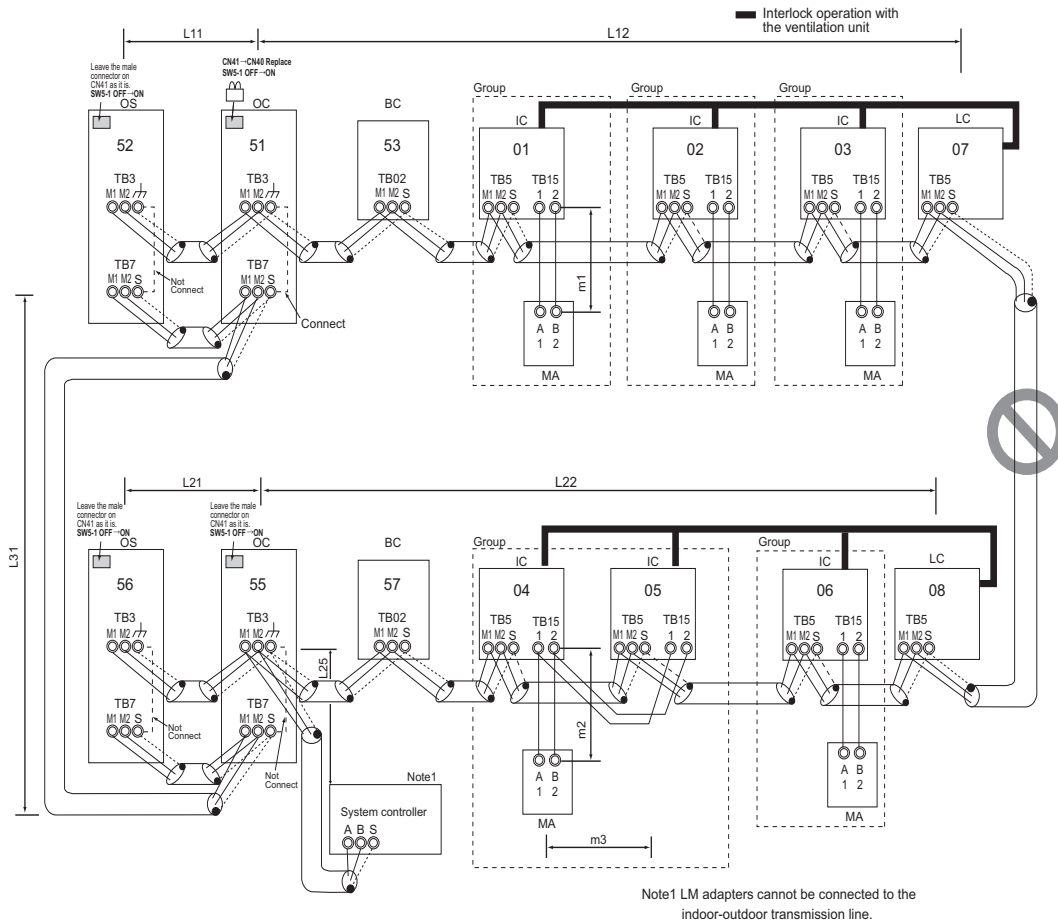 Interlock operation with
the ventilation unit
L11
L12
Leave the male
connector on
CN41 as it is.
SW5-1 OFF→ON
CN41→CN40 Replace
SW5-1 OFF→ON
Group
Group
Group
OS
OC
BC
IC
IC
IC
LC
52
51
53
01
02
03
07
TB3
TB3
TB02
TB5
TB15
TB5
TB15
TB5
TB15
TB5
M1 M2
M1 M2
M1 M2 S
M1 M2 S
1 2
M1 M2 S
1 2
M1 M2 S
1 2
M1 M2 S
TB7
TB7
M1 M2 S
M1 M2 S
Not
Connect
Connect
m1
A B
1 2
A B
1 2
A B
1 2
MA
MA
MA
L31
L21
L22
Leave the male
connector on
CN41 as it is.
SW5-1 OFF→ON
Leave the male
connector on
CN41 as it is.
SW5-1 OFF→ON
Group
Group
OS
OC
BC
IC
IC
IC
LC
56
55
57
04
05
06
08
TB3
TB3
TB02
TB5
TB15
TB5
TB15
TB5
TB15
TB5
M1 M2
M1 M2
M1 M2 S
M1 M2 S
1 2
M1 M2 S
1 2
M1 M2 S
1 2
M1 M2 S
L25
TB7
TB7
M1 M2 S
M1 M2 S
Not
Connect
Not
Connect
m2
Note1
System controller
A B S
A B
1 2
MA
A B
1 2
MA
m3
Note1 LM adapters cannot be connected to the
indoor-outdoor transmission line.